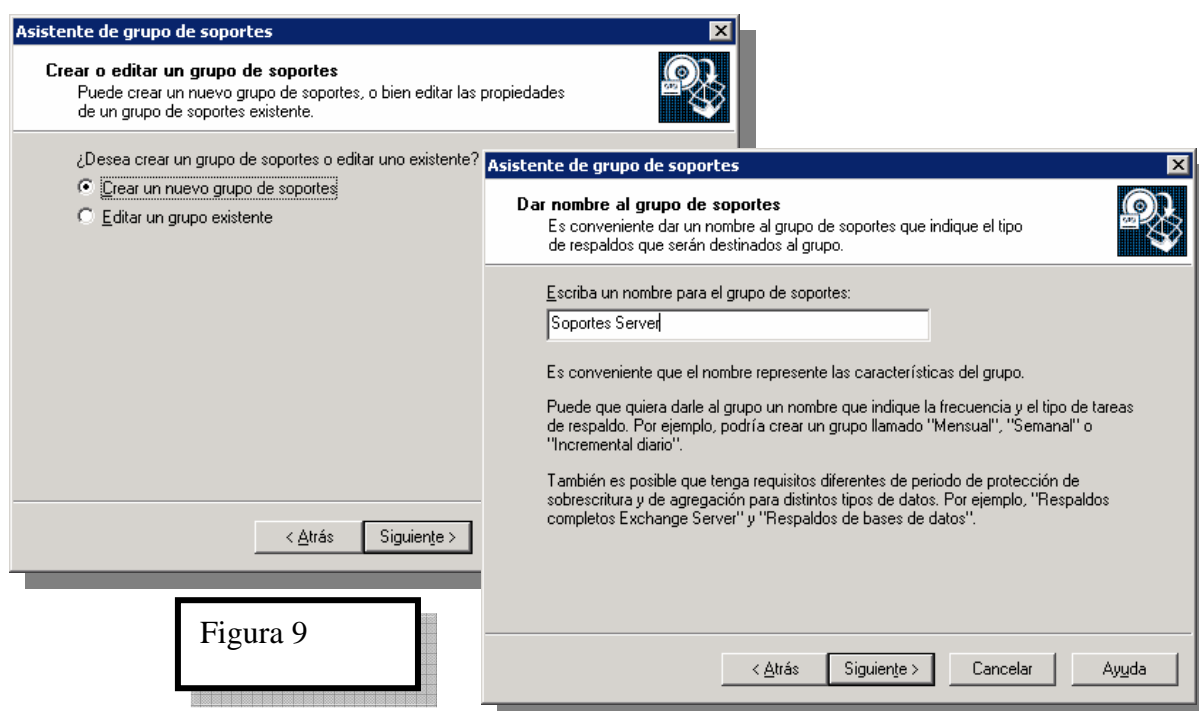 Asistente de grupo de soportes
Crear o editar un grupo de soportes
Puede crear un nuevo grupo de soportes, o bien editar las propiedades
de un grupo de soportes existente.
¿Desea crear un grupo de soportes o editar uno existente?
Crear un nuevo grupo de soportes
Editar un grupo existente
< Atrás
Siguiente >
Asistente de grupo de soportes
Dar nombre al grupo de soportes
Es conveniente dar un nombre al grupo de soportes que indique el tipo
de respaldos que serán destinados al grupo.
Escriba un nombre para el grupo de soportes:
Soportes Server
Es conveniente que el nombre represente las características del grupo.
Puede que quiera darle al grupo un nombre que indique la frecuencia y el tipo de tareas
de respaldo. Por ejemplo, podría crear un grupo llamado "Mensual", "Semanal" o
"Incremental diario".
También es posible que tenga requisitos diferentes de periodo de protección de
sobrescritura y de agregación para distintos tipos de datos. Por ejemplo, "Respaldos
completos Exchange Server" y "Respaldos de bases de datos".
< Atrás
Siguiente >
Cancelar
Ayuda
Figura 9